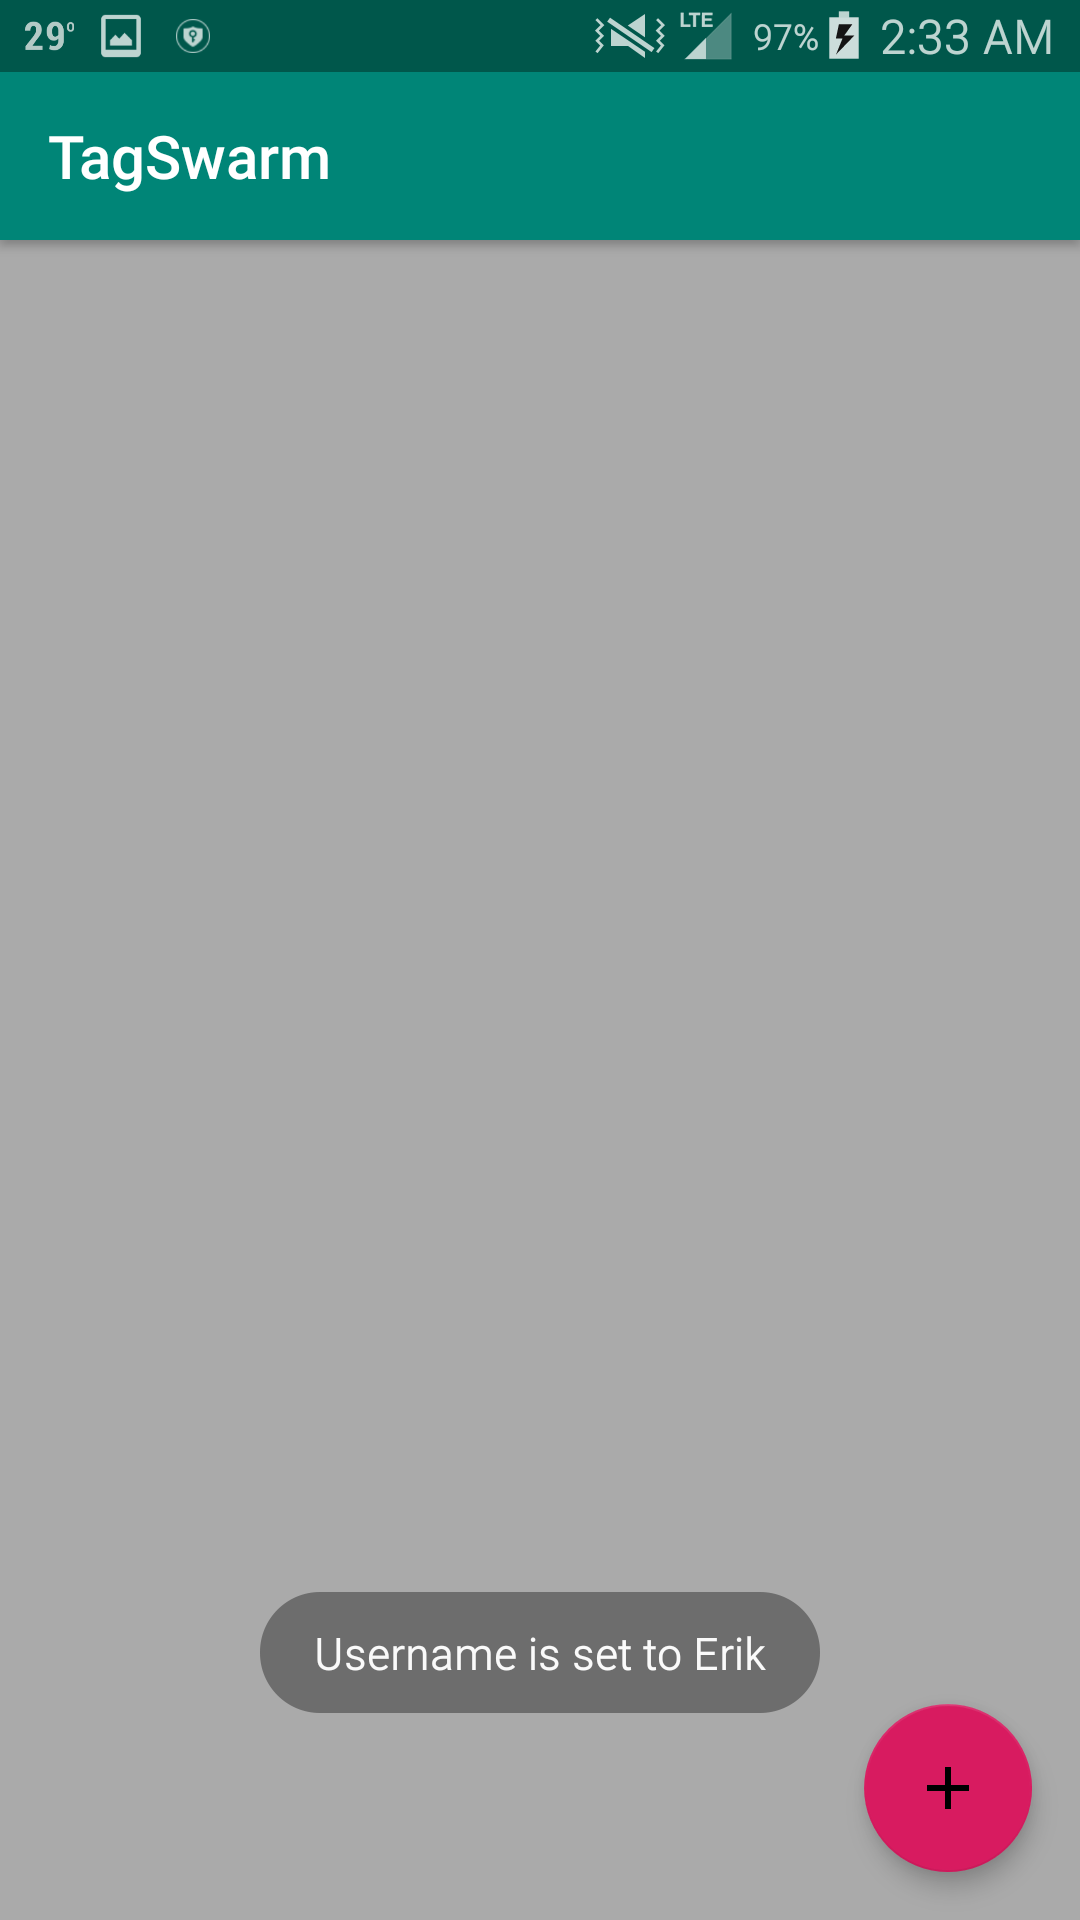 29°
LTE
97%
2:33 AM
TagSwarm
Username is set to Erik